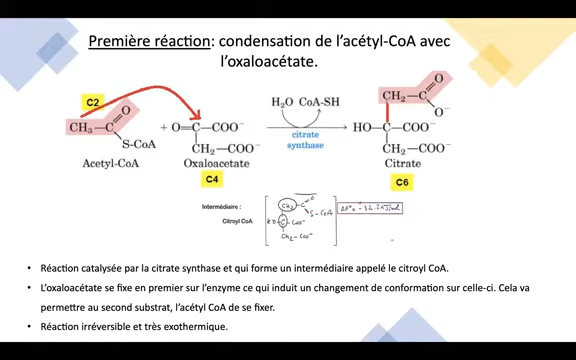 Première réaction: condensation de l'acétyl-CoA avec
l'oxaloacétate.
C2
CH₃—C
O
S-CoA
Acetyl-CoA
+ O=C—COO⁻
CH₂—COO⁻
Oxaloacetate
C4
H₂O CoA-SH
citrate
synthase
CH₂—C
O
O⁻
HO—C—COO⁻
CH₂—COO⁻
Citrate
C6
Intermédiaire:
Citroyl CoA
CH₂—C
O
S-CoA
HO—C—COO⁻
CH₂—COO⁻
• Réaction catalysée par la citrate synthase et qui forme un intermédiaire appelé le citroyl CoA.
• L'oxaloacétate se fixe en premier sur l'enzyme ce qui induit un changement de conformation sur celle-ci. Cela va
permettre au second substrat, l'acétyl CoA de se fixer.
• Réaction irréversible et très exothermique.